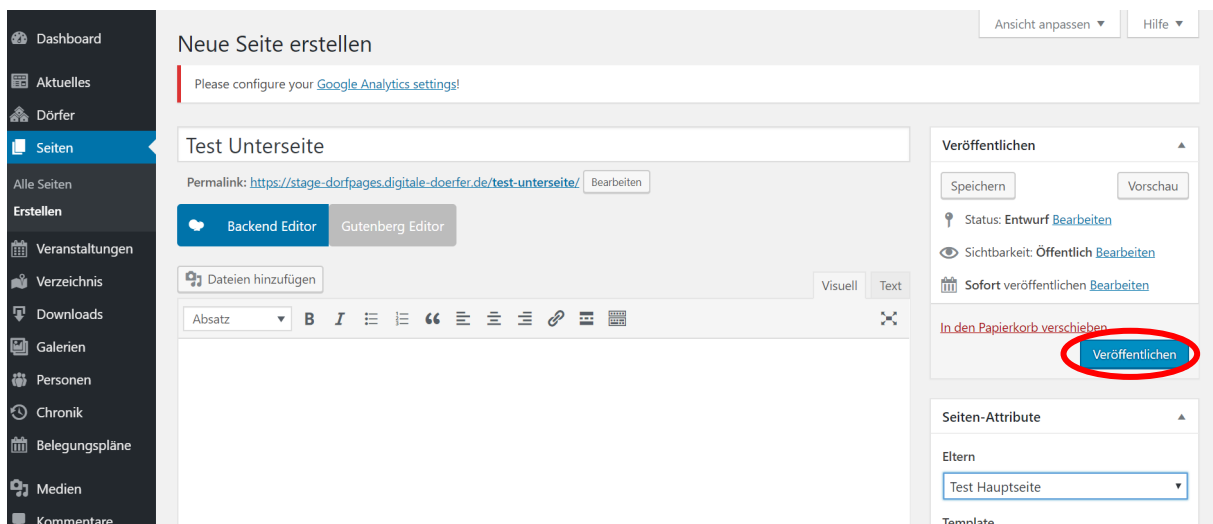 Ansicht anpassen ▼
Hilfe ▼
Dashboard
Aktuelles
Dörfer
Seiten
Alle Seiten
Erstellen
Veranstaltungen
Verzeichnis
Downloads
Galerien
Personen
Chronik
Belegungspläne
Medien
Kommentare
Neue Seite erstellen
Please configure your Google Analytics settings!
Test Unterseite
Permalink: https://stage-dorfpages.digitale-doerfer.de/test-unterseite/ Bearbeiten
Backend Editor
Gutenberg Editor
Dateien hinzufügen
Visuell
Text
Absatz
Veröffentlichen
Speichern
Vorschau
Status: Entwurf Bearbeiten
Sichtbarkeit: Öffentlich Bearbeiten
Sofort veröffentlichen Bearbeiten
In den Papierkorb verschieben
Veröffentlichen
Seiten-Attribute
Eltern
Test Hauptseite
Template